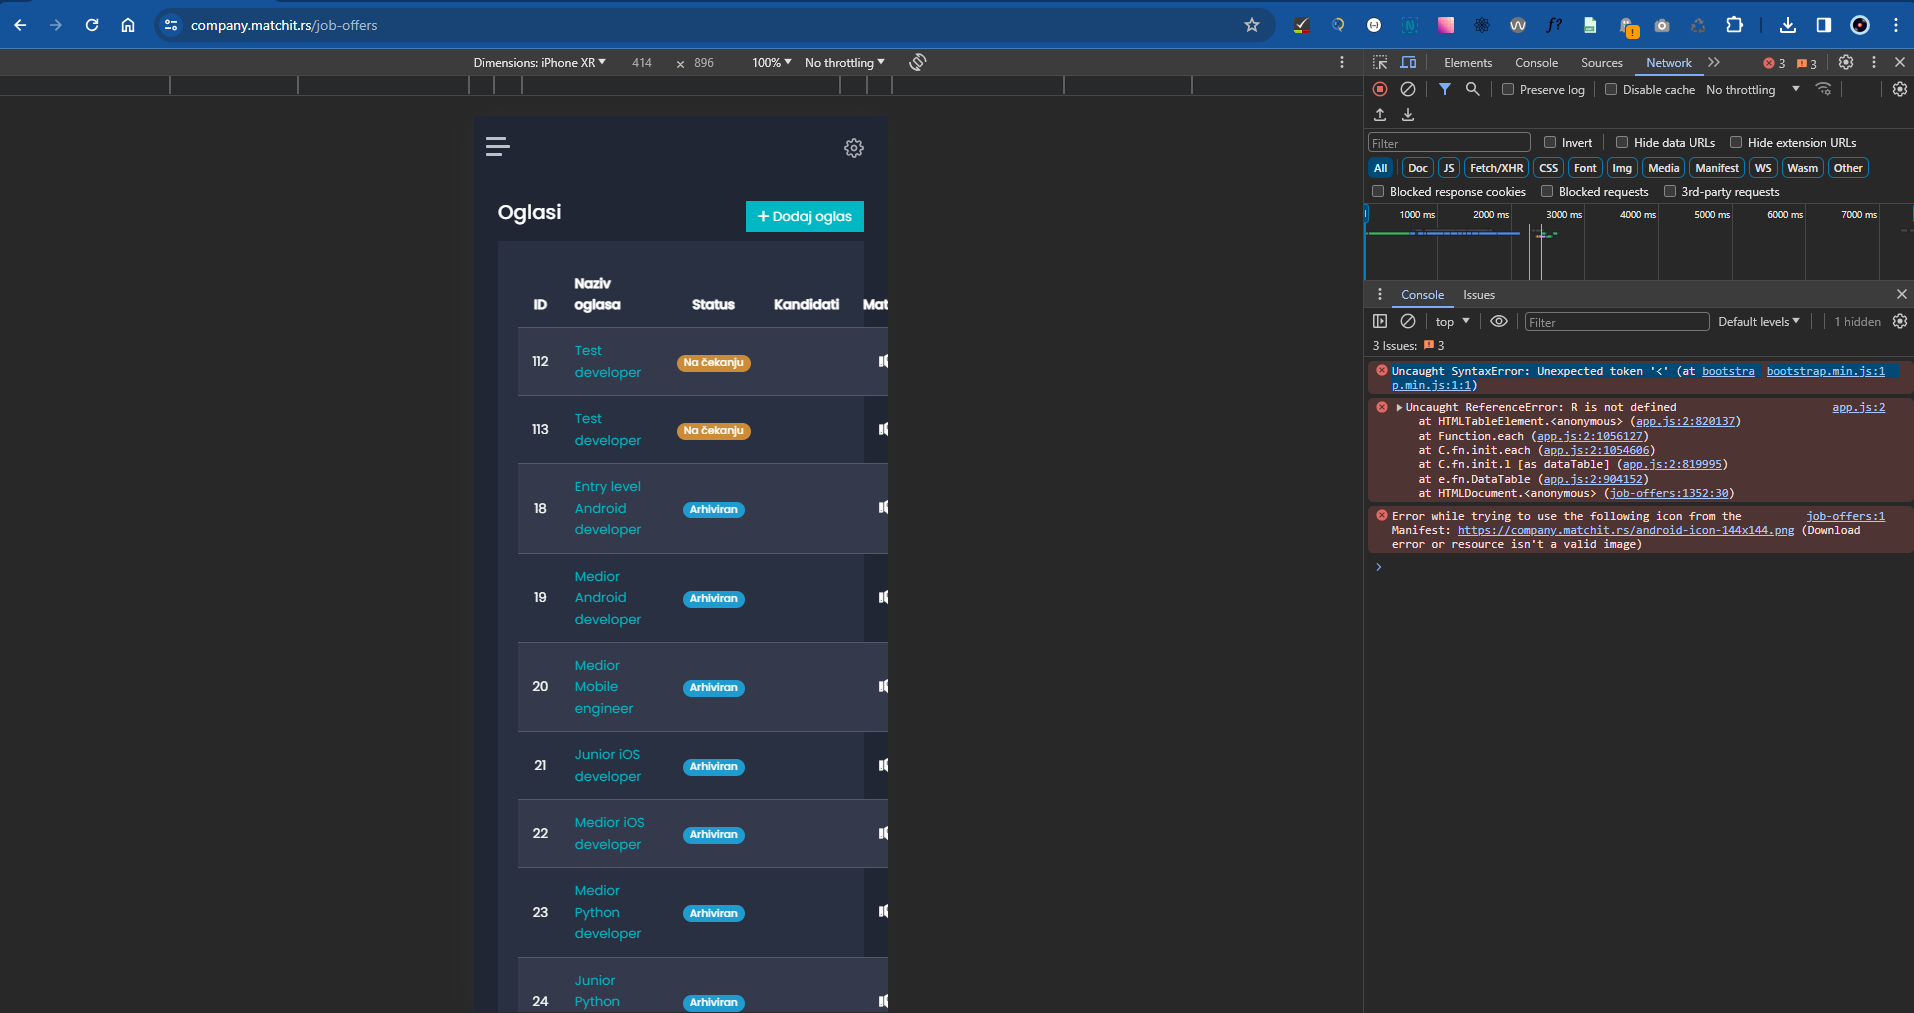 company.matchit.rs/job-offers
Dimensions: iPhone XR 414 × 896 100% No throttling
Elements Console Sources Network 3 3
Preserve log Disable cache No throttling
Filter Invert Hide data URLs Hide extension URLs
All Doc JS Fetch/XHR CSS Font Img Media Manifest WS Wasm Other
Blocked response cookies Blocked requests 3rd-party requests
1000 ms 2000 ms 3000 ms 4000 ms 5000 ms 6000 ms 7000 ms
Console Issues
top Filter Default levels 1 hidden
3 Issues: 3
Uncaught SyntaxError: Unexpected token '<' (at bootstra bootstrap.min.js:1
p.min.js:1:1)
Uncaught ReferenceError: R is not defined app.js:2
at HTMLTableElement.<anonymous> (app.js:2:820137)
at Function.each (app.js:2:1056127)
at C.fn.init.each (app.js:2:1054606)
at C.fn.init.l [as dataTable] (app.js:2:819995)
at e.fn.DataTable (app.js:2:904152)
at HTMLDocument.<anonymous> (job-offers:1352:30)
Error while trying to use the following icon from the job-offers:1
Manifest: https://company.matchit.rs/android-icon-144x144.png (Download
error or resource isn't a valid image)
Oglasi
+ Dodaj oglas
ID Naziv oglasa Status Kandidati Mat
112 Test developer Na čekanju
113 Test developer Na čekanju
18 Entry level Android developer Arhiviran
19 Medior Android developer Arhiviran
20 Medior Mobile engineer Arhiviran
21 Junior iOS developer Arhiviran
22 Medior iOS developer Arhiviran
23 Medior Python developer Arhiviran
24 Junior Python Arhiviran